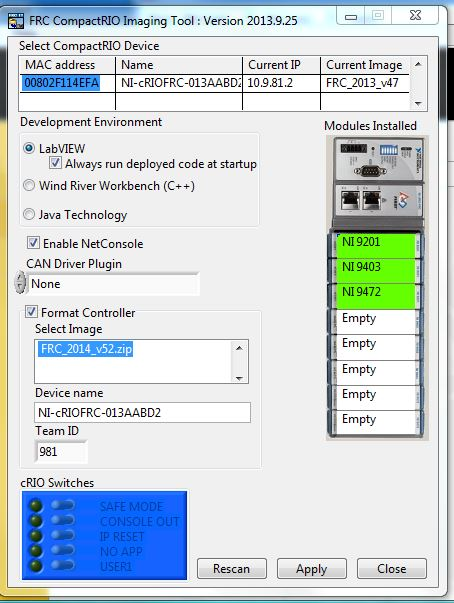 FRC CompactRIO Imaging Tool : Version 2013.9.25
Select CompactRIO Device
MAC address Name Current IP Current Image
00802F114EFA NI-cRIOFRC-013AABD2 10.9.81.2 FRC_2013_v47
Development Environment
Modules Installed
LabVIEW
Always run deployed code at startup
Wind River Workbench (C++)
Java Technology
Enable NetConsole
CAN Driver Plugin
None
Format Controller
Select Image
FRC_2014_v52.zip
Device name
NI-cRIOFRC-013AABD2
Team ID
981
NI 9201
NI 9403
NI 9472
Empty
Empty
Empty
Empty
Empty
cRIO Switches
SAFE MODE
CONSOLE OUT
IP RESET
NO APP
USER1
Rescan Apply Close